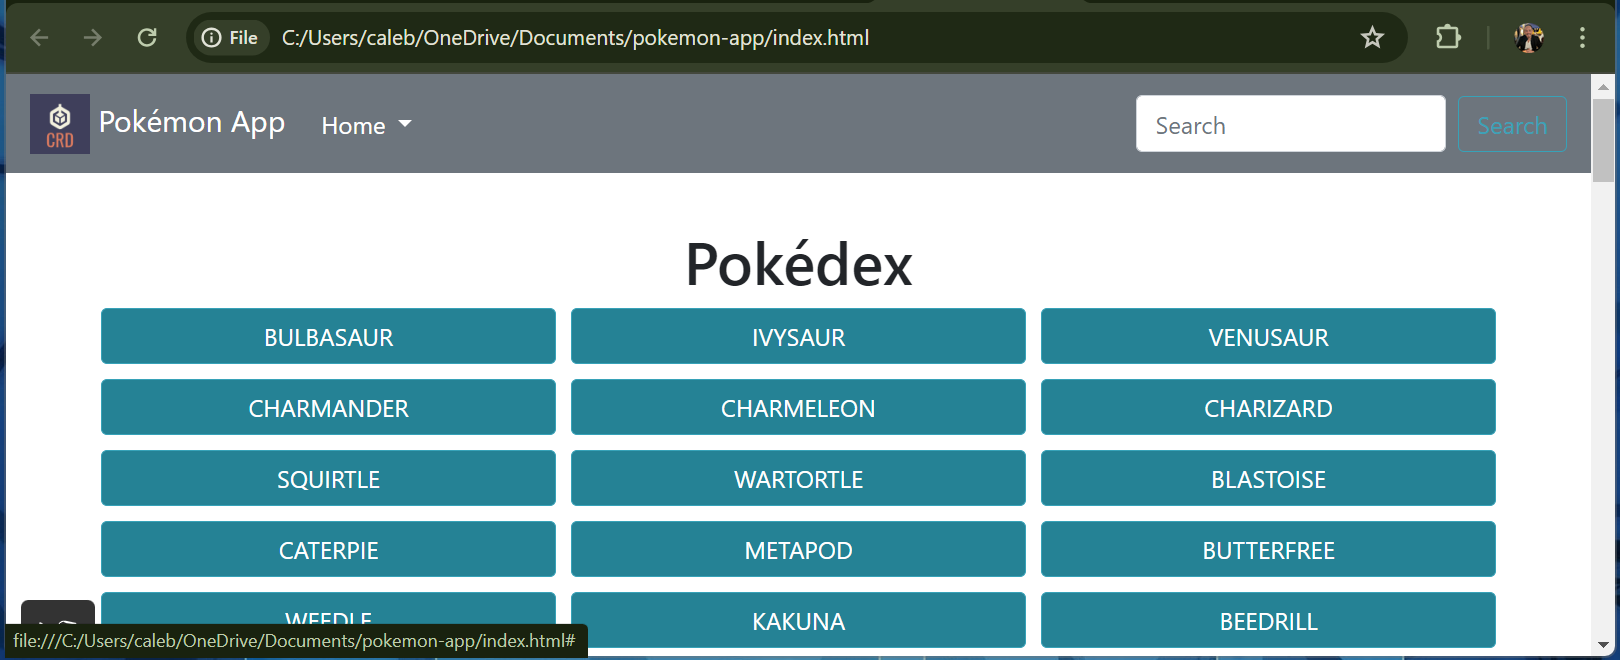 File C:/Users/caleb/OneDrive/Documents/pokemon-app/index.html
CRD
Pokémon App Home Search Search
Pokédex
BULBASAUR IVYSAUR VENUSAUR
CHARMANDER CHARMELEON CHARIZARD
SQUIRTLE WARTORTLE BLASTOISE
CATERPIE METAPOD BUTTERFREE
WEEDLE KAKUNA BEEDRILL
file:///C:/Users/caleb/OneDrive/Documents/pokemon-app/index.html#